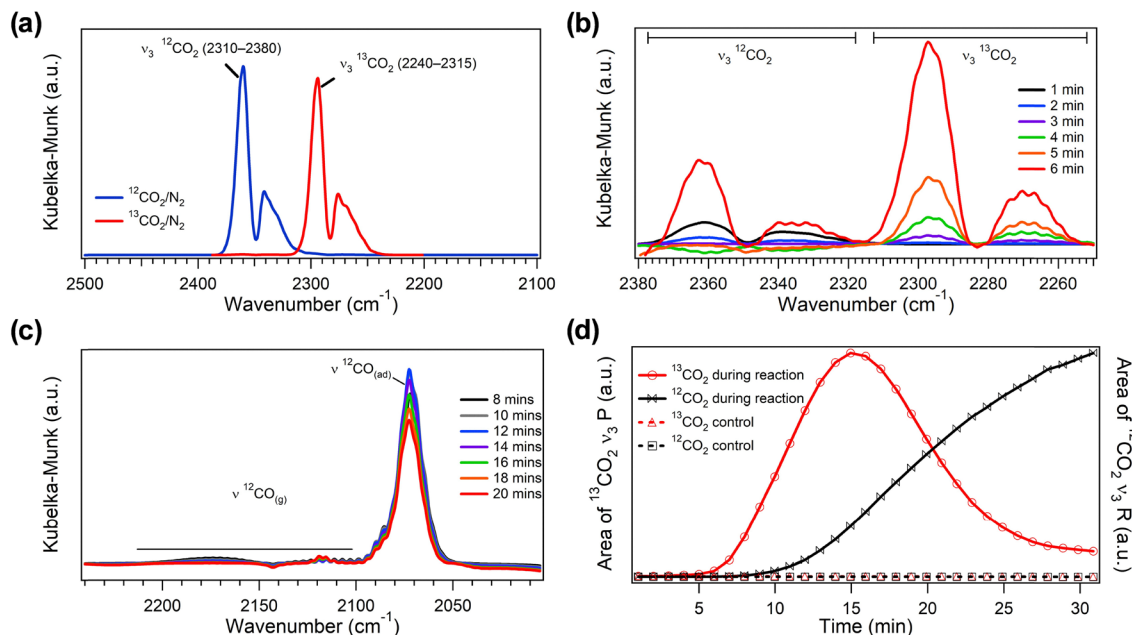 (a)
ν₃ ¹²CO₂ (2310–2380)
ν₃ ¹³CO₂ (2240–2315)
Kubelka-Munk (a.u.)
¹²CO₂/N₂
¹³CO₂/N₂
2500 2400 2300 2200 2100
Wavenumber (cm⁻¹)
(b)
ν₃ ¹²CO₂
ν₃ ¹³CO₂
Kubelka-Munk (a.u.)
1 min
2 min
3 min
4 min
5 min
6 min
2380 2360 2340 2320 2300 2280 2260
Wavenumber (cm⁻¹)
(c)
ν ¹²CO(ad)
Kubelka-Munk (a.u.)
8 mins
10 mins
12 mins
14 mins
16 mins
18 mins
20 mins
ν ¹²CO(g)
2200 2150 2100 2050
Wavenumber (cm⁻¹)
(d)
Area of ¹³CO₂ ν₃ P (a.u.)
¹³CO₂ during reaction
¹²CO₂ during reaction
¹³CO₂ control
¹²CO₂ control
Area of ¹²CO₂ ν₃ R (a.u.)
5 10 15 20 25 30
Time (min)